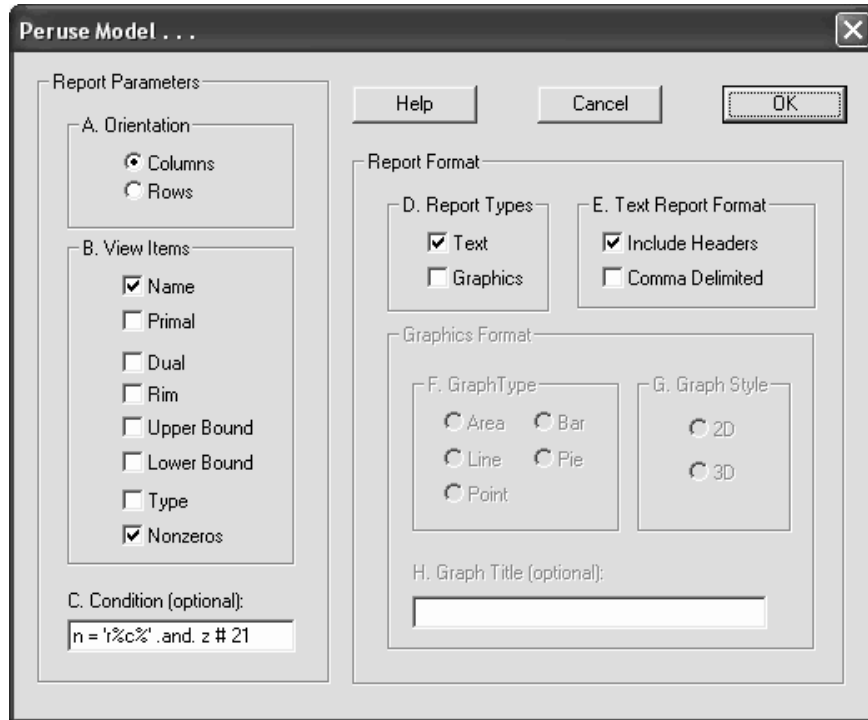 Peruse Model . . .
Report Parameters
A. Orientation
Columns
Rows
B. View Items
Name
Primal
Dual
Rim
Upper Bound
Lower Bound
Type
Nonzeros
C. Condition (optional):
n = 'r%c%' .and. z # 21
Help
Cancel
OK
Report Format
D. Report Types
Text
Graphics
E. Text Report Format
Include Headers
Comma Delimited
Graphics Format
F. GraphType
Area
Bar
Line
Pie
Point
G. Graph Style
2D
3D
H. Graph Title (optional):